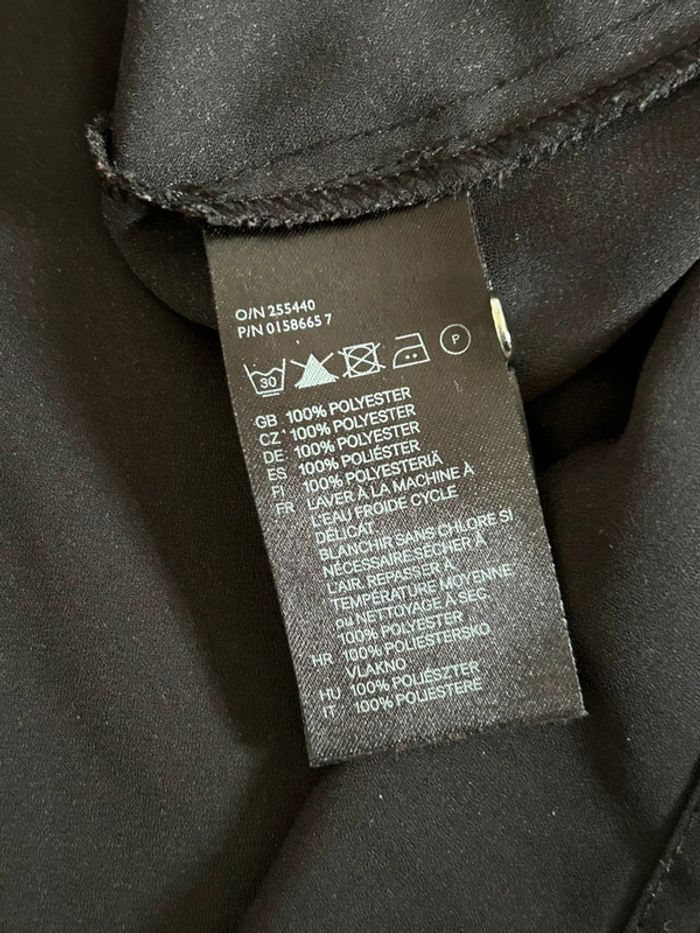 O/N 255440
P/N 0158665 7
30 P
GB 100% POLYESTER
CZ 100% POLYESTER
DE 100% POLYESTER
ES 100% POLIÉSTER
FI 100% POLYESTERIÄ
FR LAVER À LA MACHINE À
L'EAU FROIDE CYCLE
DÉLICAT.
BLANCHIR SANS CHLORE SI
NÉCESSAIRE.SÉCHER À
L'AIR. REPASSER À
TEMPÉRATURE MOYENNE
ou NETTOYAGE À SEC.
100% POLYESTER
HR 100% POLIESTERSKO
VLAKNO
HU 100% POLIÉSZTER
IT 100% POLIESTERE